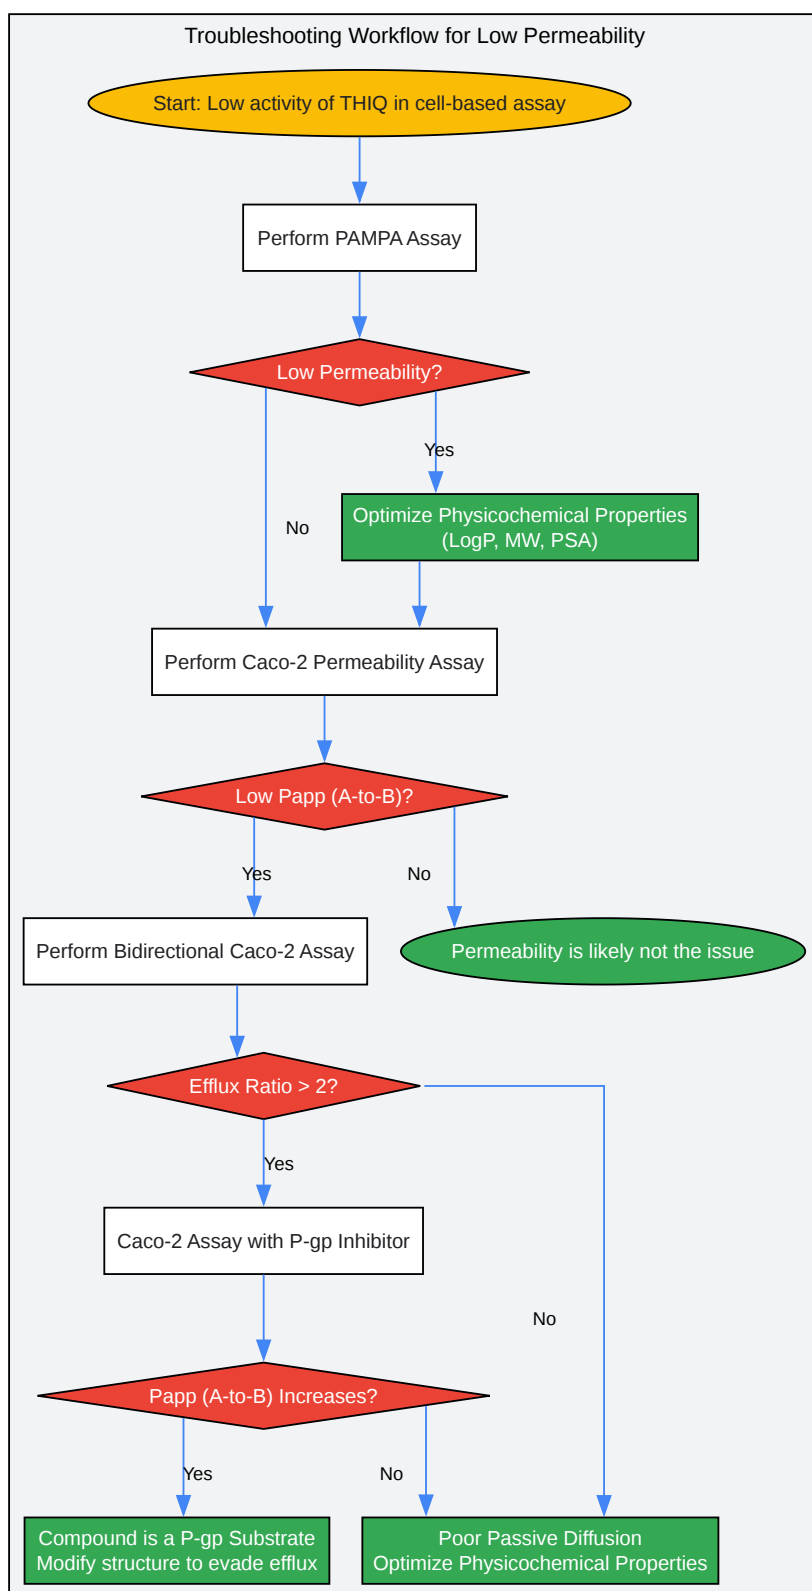 Troubleshooting Workflow for Low Permeability
Start: Low activity of THIQ in cell-based assay
Perform PAMPA Assay
Low Permeability?
Yes
Optimize Physicochemical Properties
(LogP, MW, PSA)
No
Perform Caco-2 Permeability Assay
Low Papp (A-to-B)?
Yes
No
Perform Bidirectional Caco-2 Assay
Permeability is likely not the issue
Efflux Ratio > 2?
Yes
Caco-2 Assay with P-gp Inhibitor
No
Papp (A-to-B) Increases?
Yes
No
Compound is a P-gp Substrate
Modify structure to evade efflux
Poor Passive Diffusion
Optimize Physicochemical Properties